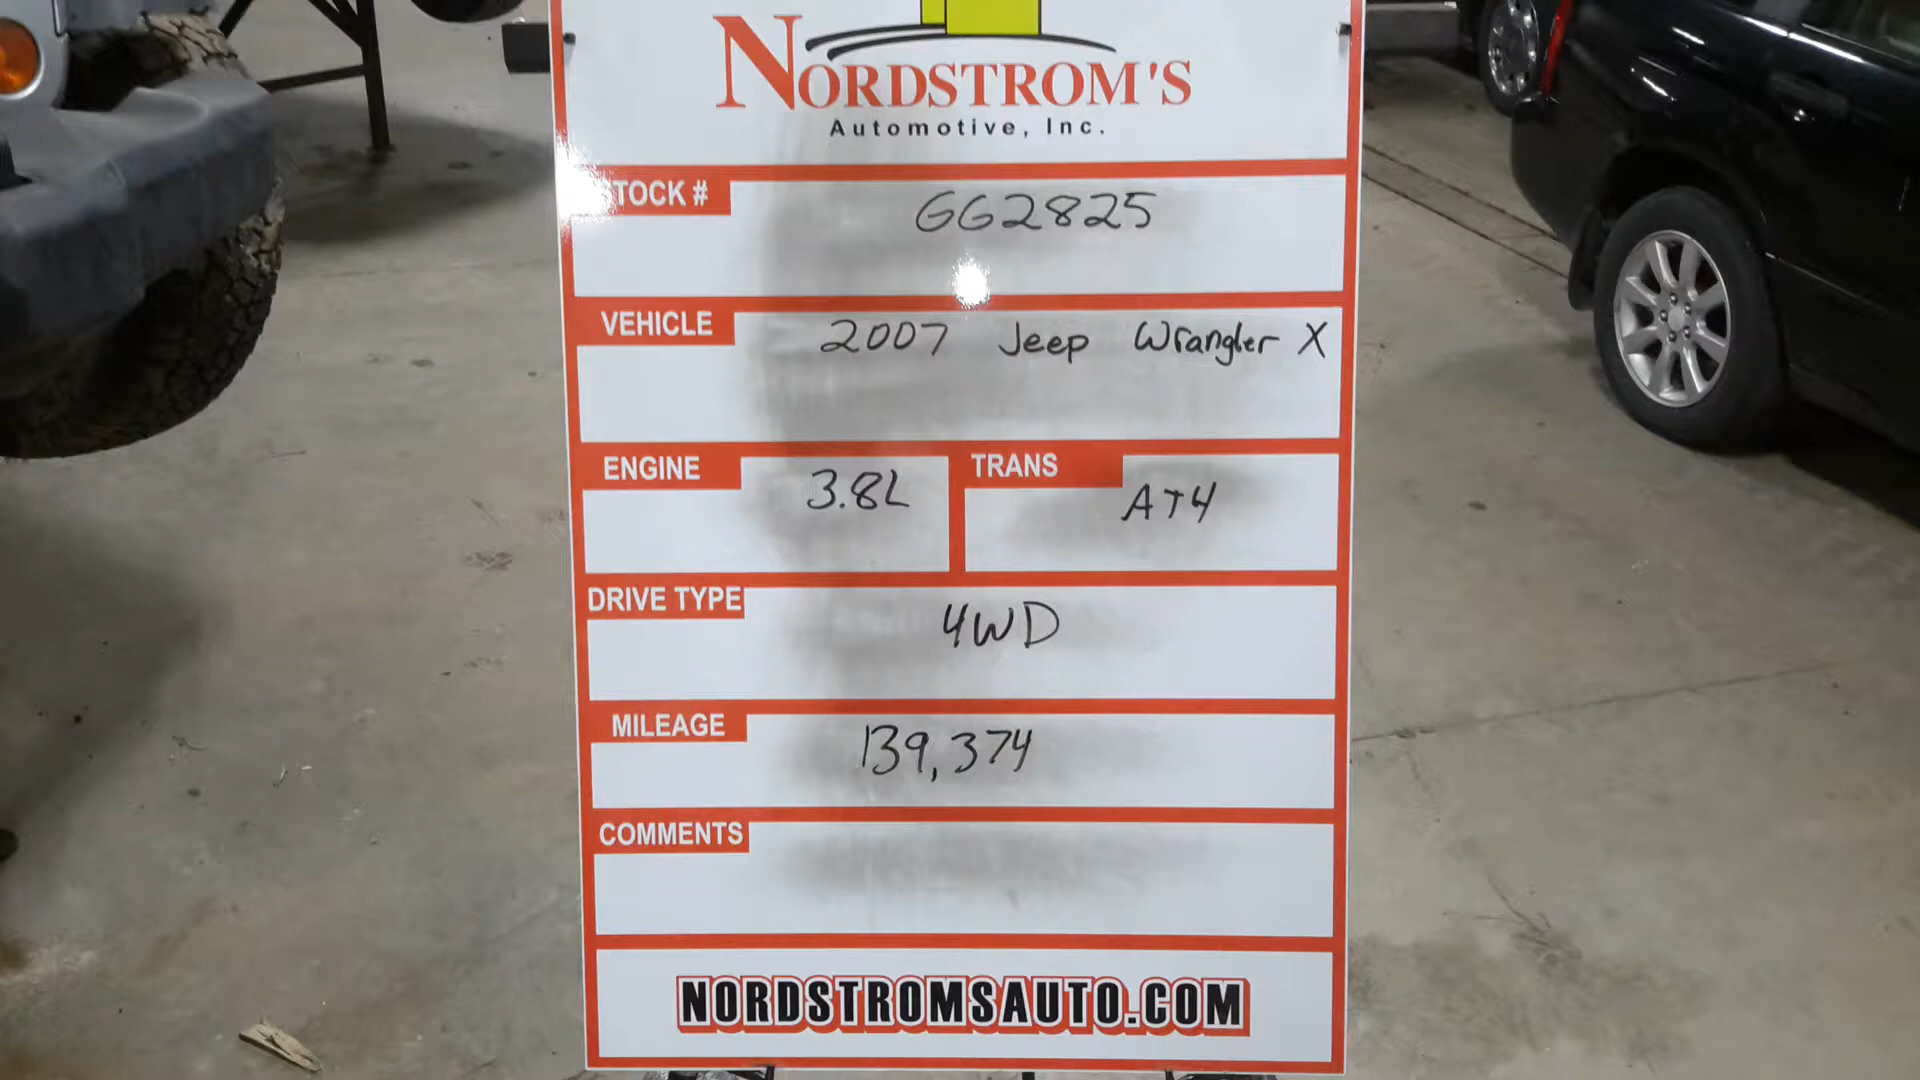 NORDSTROM'S
Automotive, Inc.
STOCK # GG2825
VEHICLE 2007 Jeep Wrangler X
ENGINE 3.8L TRANS AT4
DRIVE TYPE 4WD
MILEAGE 139,374
COMMENTS
NORDSTROMSAUTO.COM